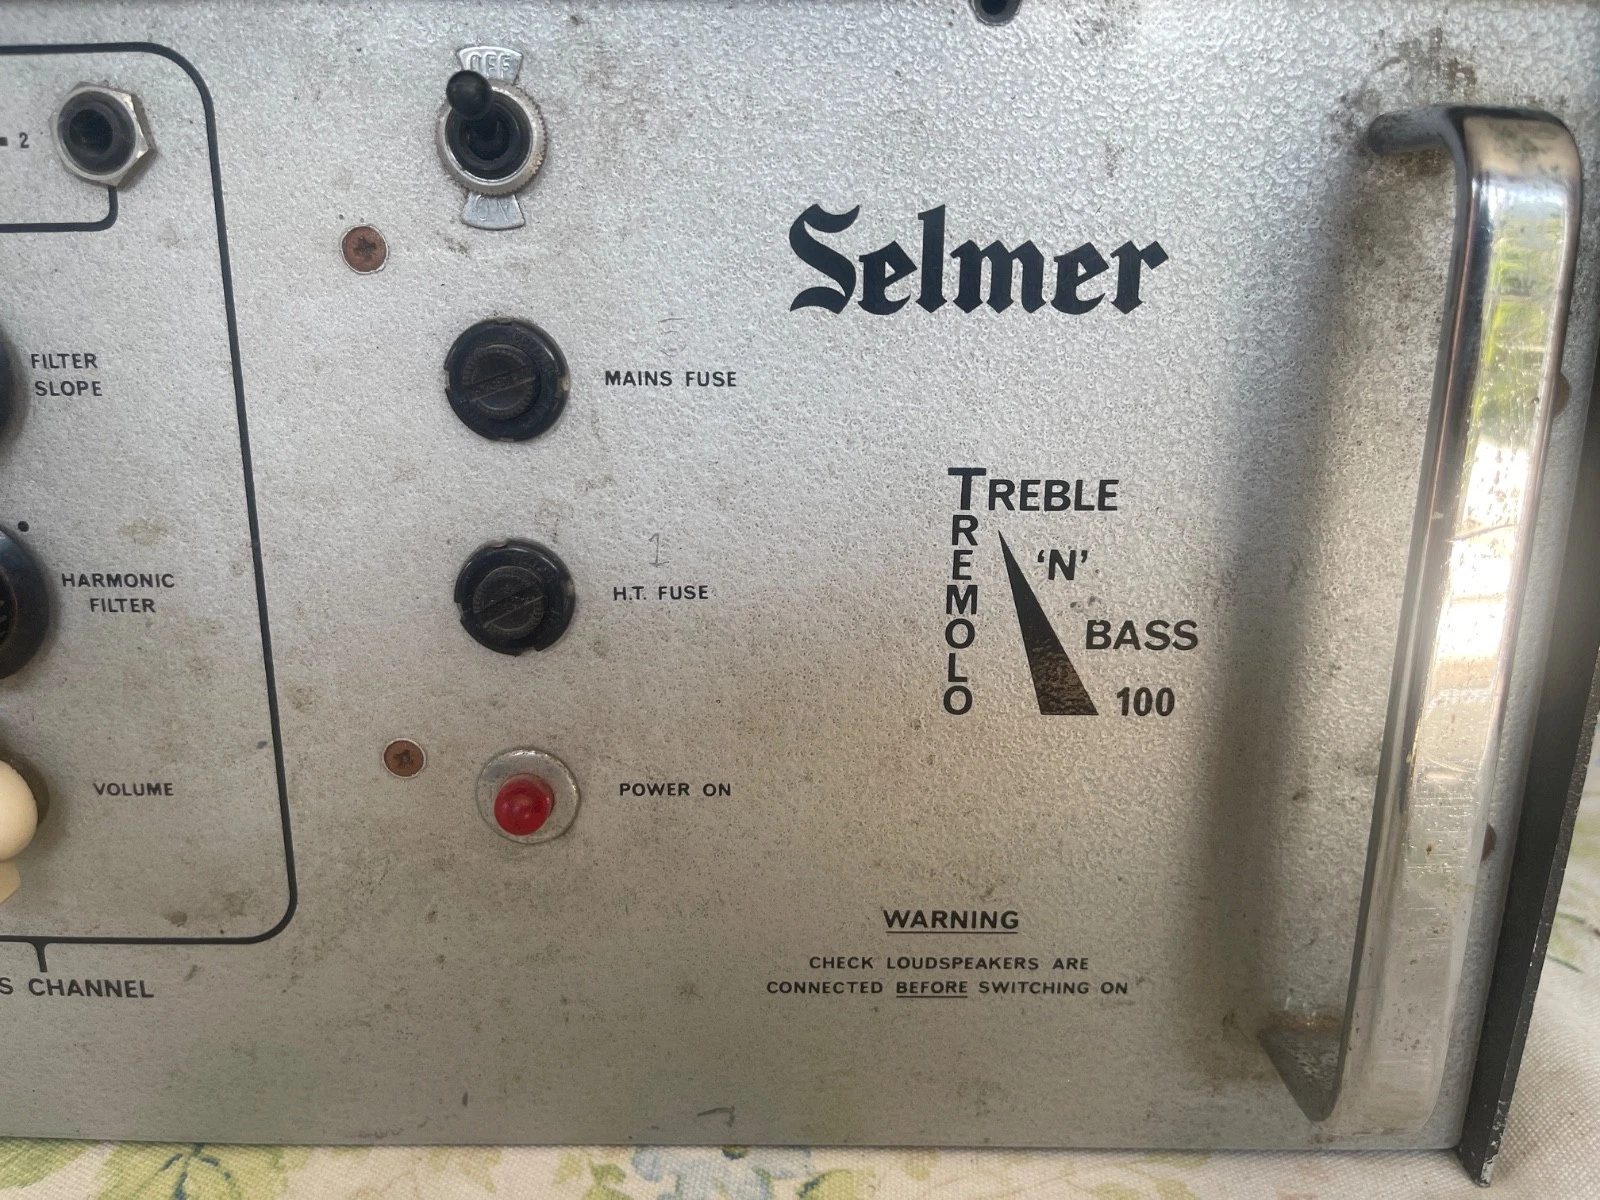 OFF
ON
- 2
Selmer
FILTER
SLOPE
MAINS FUSE
TREBLE
TREMOLO
'N'
BASS
100
1
H.T. FUSE
HARMONIC
FILTER
VOLUME
POWER ON
WARNING
CHECK LOUDSPEAKERS ARE
CONNECTED BEFORE SWITCHING ON
S CHANNEL